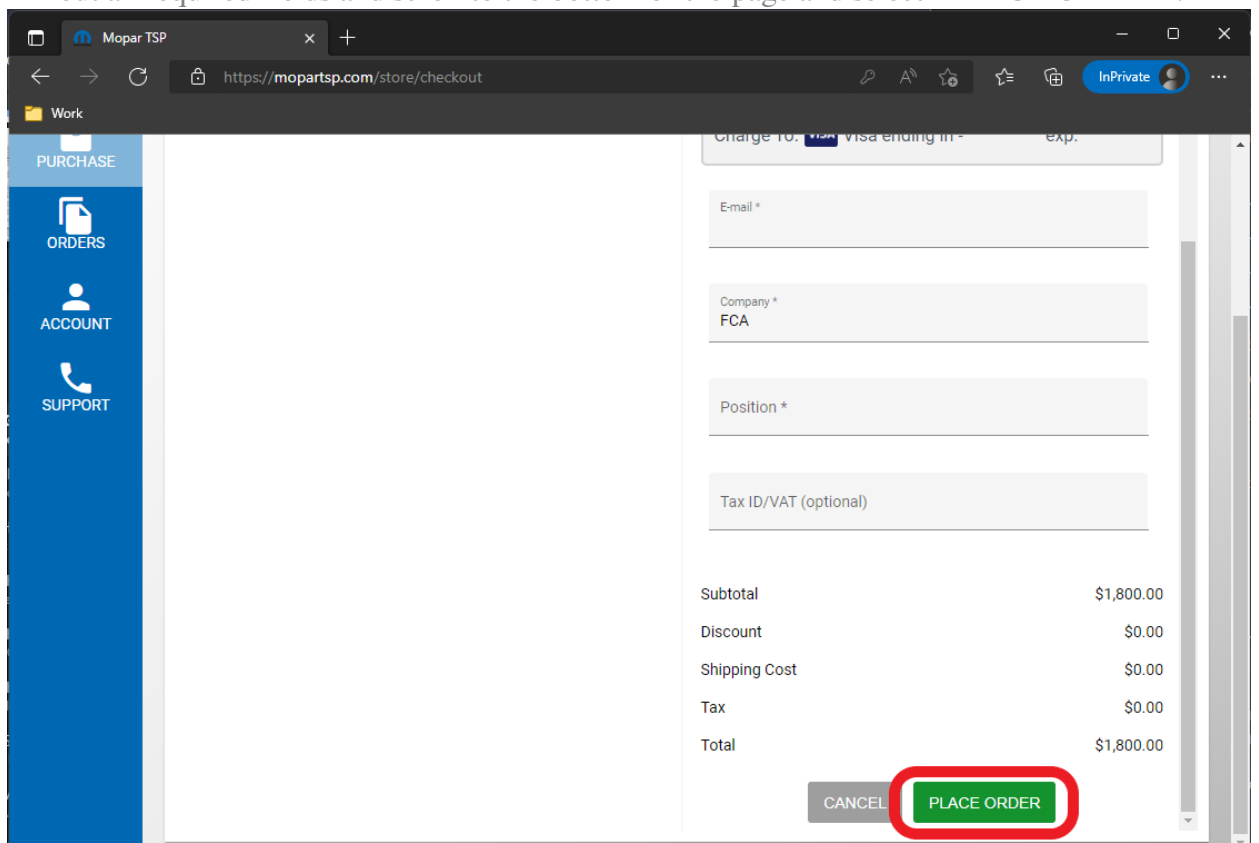 Mopar TSP
https://mopartsp.com/store/checkout
InPrivate
Work
PURCHASE
ORDERS
ACCOUNT
SUPPORT
Charge To: VISA Visa ending in - exp.
E-mail *
Company *
FCA
Position *
Tax ID/VAT (optional)
Subtotal $1,800.00
Discount $0.00
Shipping Cost $0.00
Tax $0.00
Total $1,800.00
CANCEL PLACE ORDER